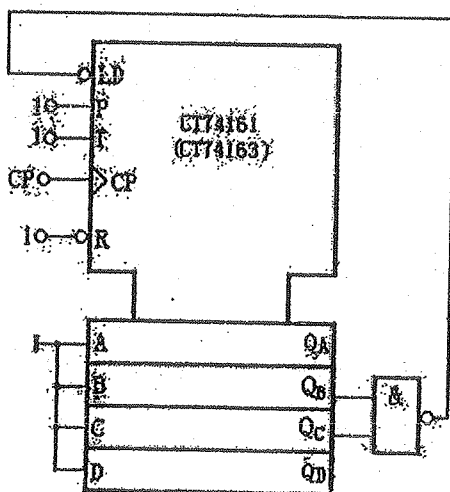 LD
1 P
1 T
CT74161
(CT74163)
CP CP
1 R
A QA
B QB &
C QC
D QD